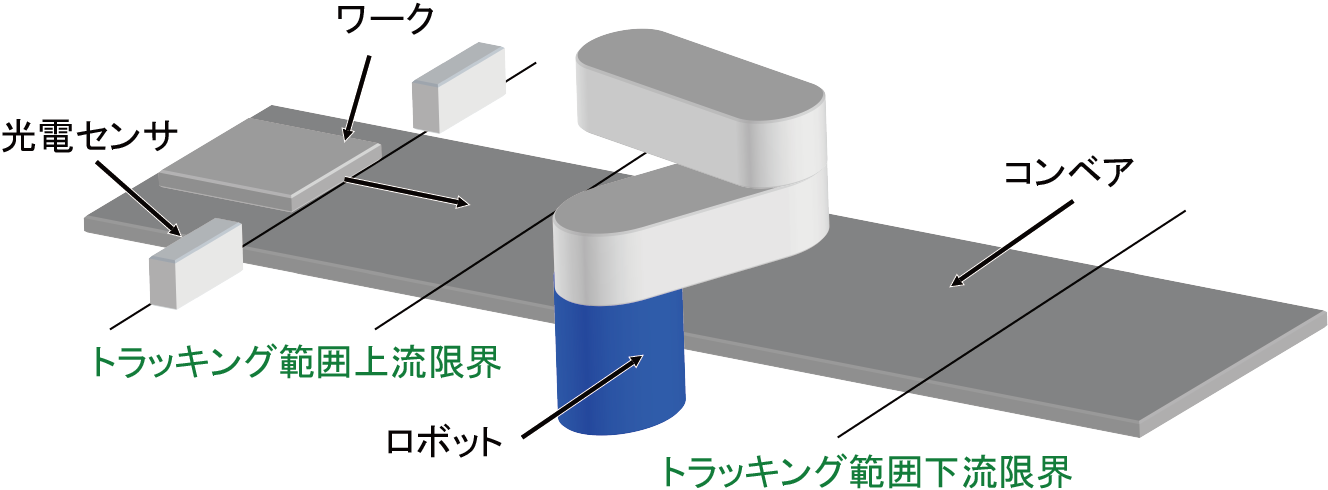 ワーク
光電センサ
コンベア
トラッキング範囲上流限界
ロボット
トラッキング範囲下流限界